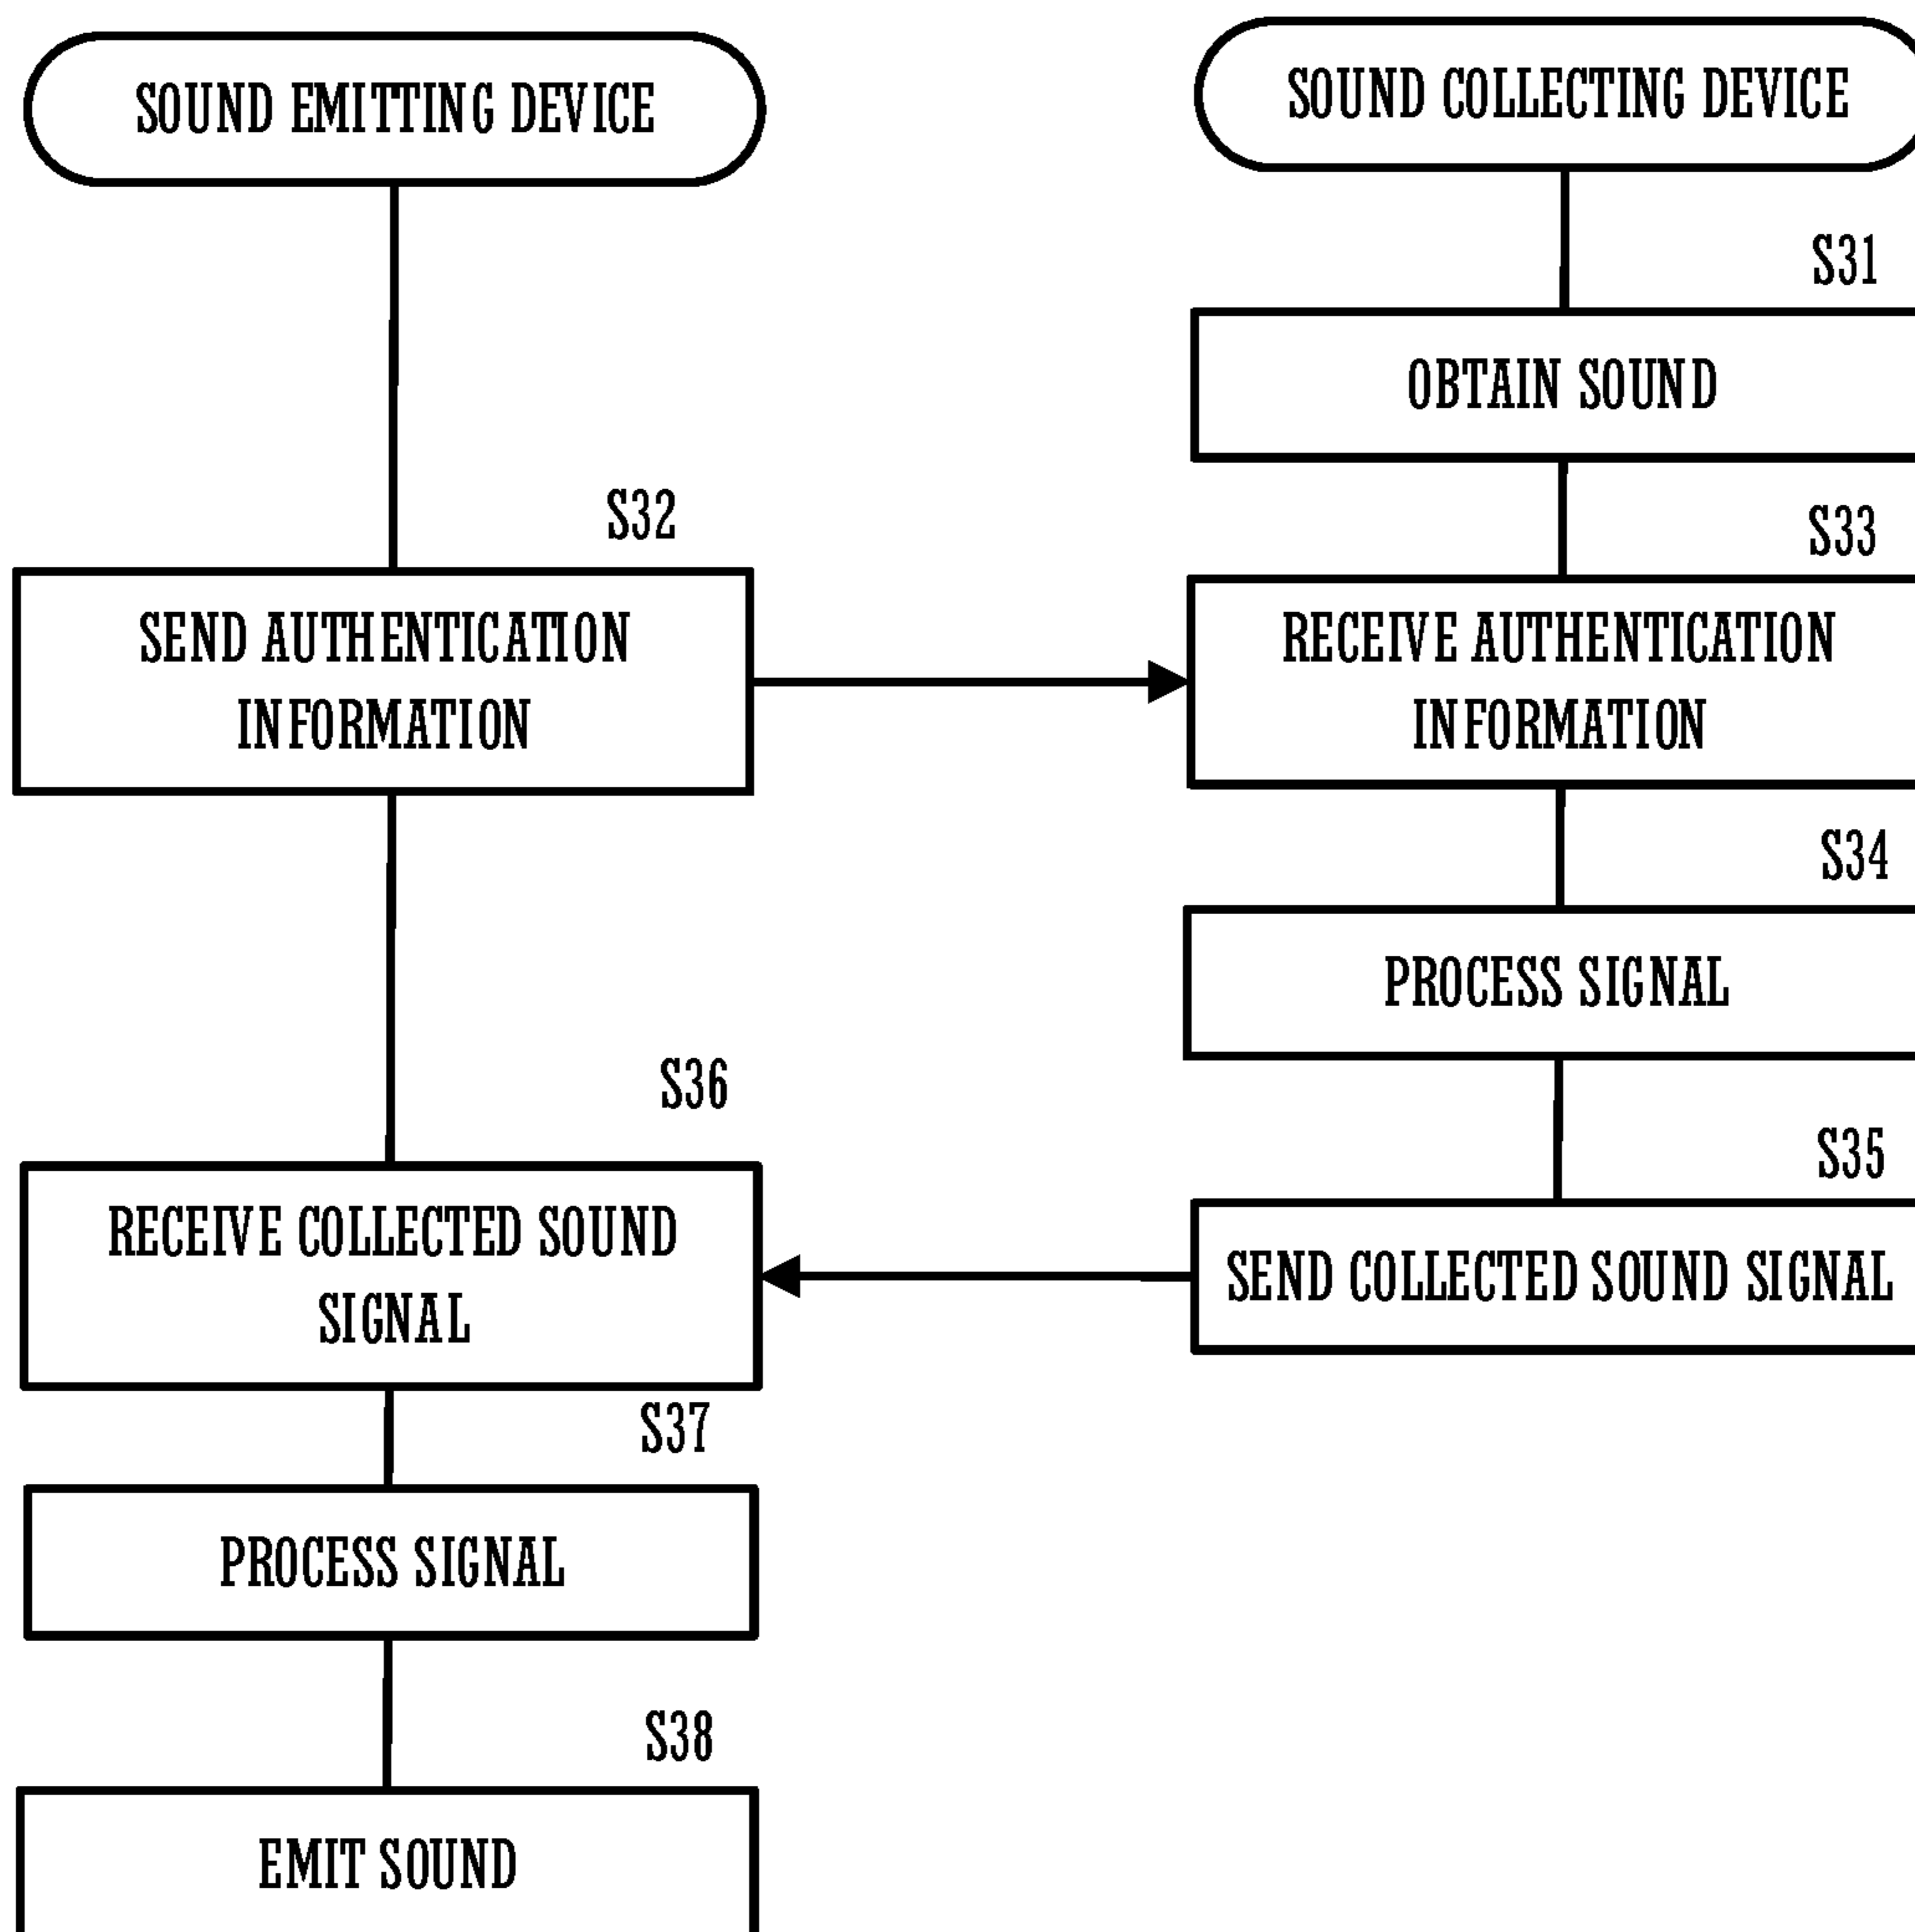 SOUND EMITTING DEVICE
SOUND COLLECTING DEVICE
S31
OBTAIN SOUND
S32
S33
SEND AUTHENTICATION
INFORMATION
RECEIVE AUTHENTICATION
INFORMATION
S34
PROCESS SIGNAL
S36
S35
RECEIVE COLLECTED SOUND
SIGNAL
SEND COLLECTED SOUND SIGNAL
S37
PROCESS SIGNAL
S38
EMIT SOUND